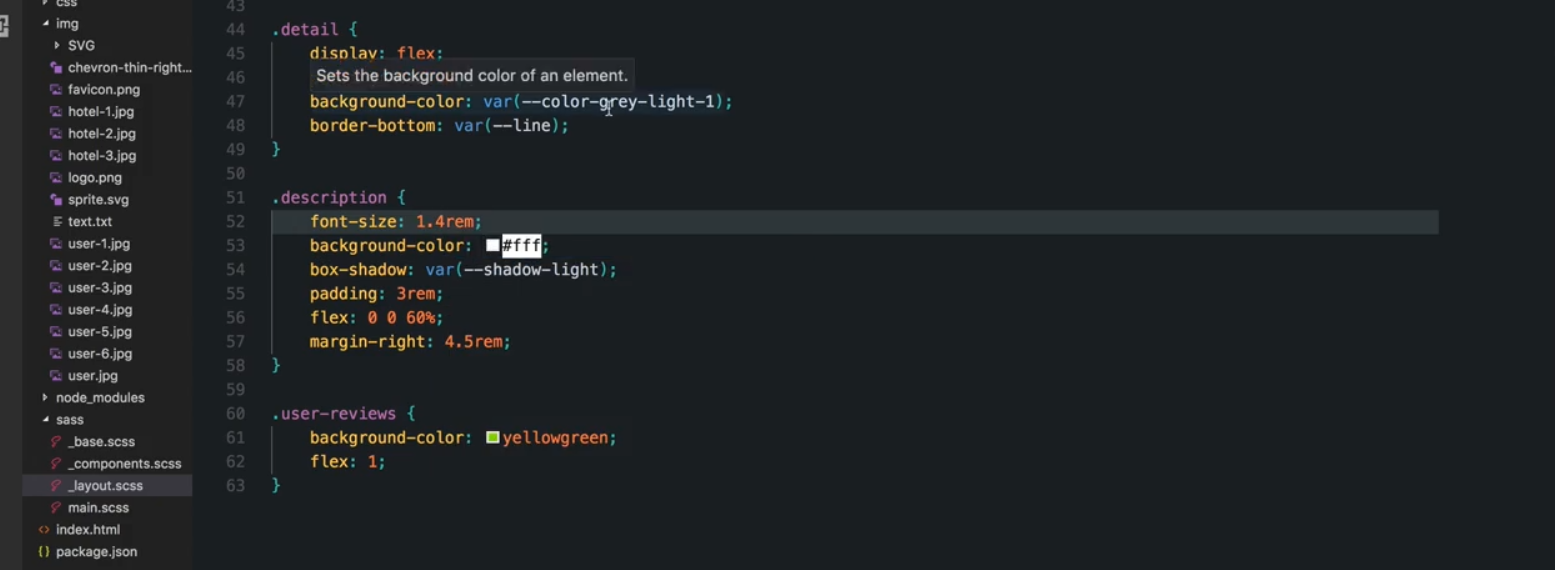 css
img
SVG
chevron-thin-right...
favicon.png
hotel-1.jpg
hotel-2.jpg
hotel-3.jpg
logo.png
sprite.svg
text.txt
user-1.jpg
user-2.jpg
user-3.jpg
user-4.jpg
user-5.jpg
user-6.jpg
user.jpg
node_modules
sass
_base.scss
_components.scss
_layout.scss
main.scss
index.html
package.json
43
44 .detail {
45 display: flex;
46
Sets the background color of an element.
47 background-color: var(--color-grey-light-1);
48 border-bottom: var(--line);
49 }
50
51 .description {
52 font-size: 1.4rem;
53 background-color: #fff;
54 box-shadow: var(--shadow-light);
55 padding: 3rem;
56 flex: 0 0 60%;
57 margin-right: 4.5rem;
58 }
59
60 .user-reviews {
61 background-color: yellowgreen;
62 flex: 1;
63 }